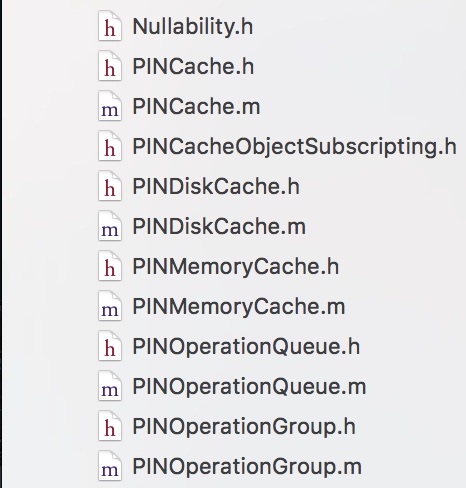 h Nullability.h
h PINCache.h
m PINCache.m
h PINCacheObjectSubscripting.h
h PINDiskCache.h
m PINDiskCache.m
h PINMemoryCache.h
m PINMemoryCache.m
h PINOperationQueue.h
m PINOperationQueue.m
h PINOperationGroup.h
m PINOperationGroup.m